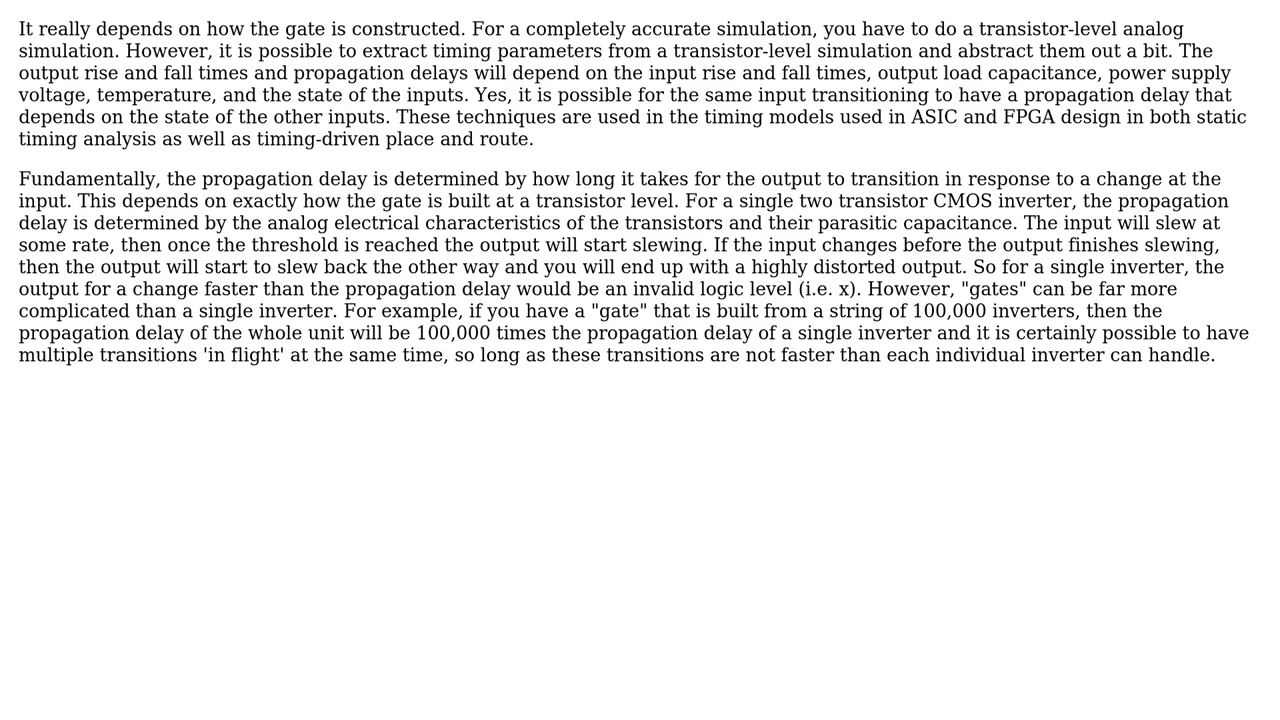 It really depends on how the gate is constructed. For a completely accurate simulation, you have to do a transistor-level analog
simulation. However, it is possible to extract timing parameters from a transistor-level simulation and abstract them out a bit. The
output rise and fall times and propagation delays will depend on the input rise and fall times, output load capacitance, power supply
voltage, temperature, and the state of the inputs. Yes, it is possible for the same input transitioning to have a propagation delay that
depends on the state of the other inputs. These techniques are used in the timing models used in ASIC and FPGA design in both static
timing analysis as well as timing-driven place and route.
Fundamentally, the propagation delay is determined by how long it takes for the output to transition in response to a change at the
input. This depends on exactly how the gate is built at a transistor level. For a single two transistor CMOS inverter, the propagation
delay is determined by the analog electrical characteristics of the transistors and their parasitic capacitance. The input will slew at
some rate, then once the threshold is reached the output will start slewing. If the input changes before the output finishes slewing,
then the output will start to slew back the other way and you will end up with a highly distorted output. So for a single inverter, the
output for a change faster than the propagation delay would be an invalid logic level (i.e. x). However, "gates" can be far more
complicated than a single inverter. For example, if you have a "gate" that is built from a string of 100,000 inverters, then the
propagation delay of the whole unit will be 100,000 times the propagation delay of a single inverter and it is certainly possible to have
multiple transitions 'in flight' at the same time, so long as these transitions are not faster than each individual inverter can handle.